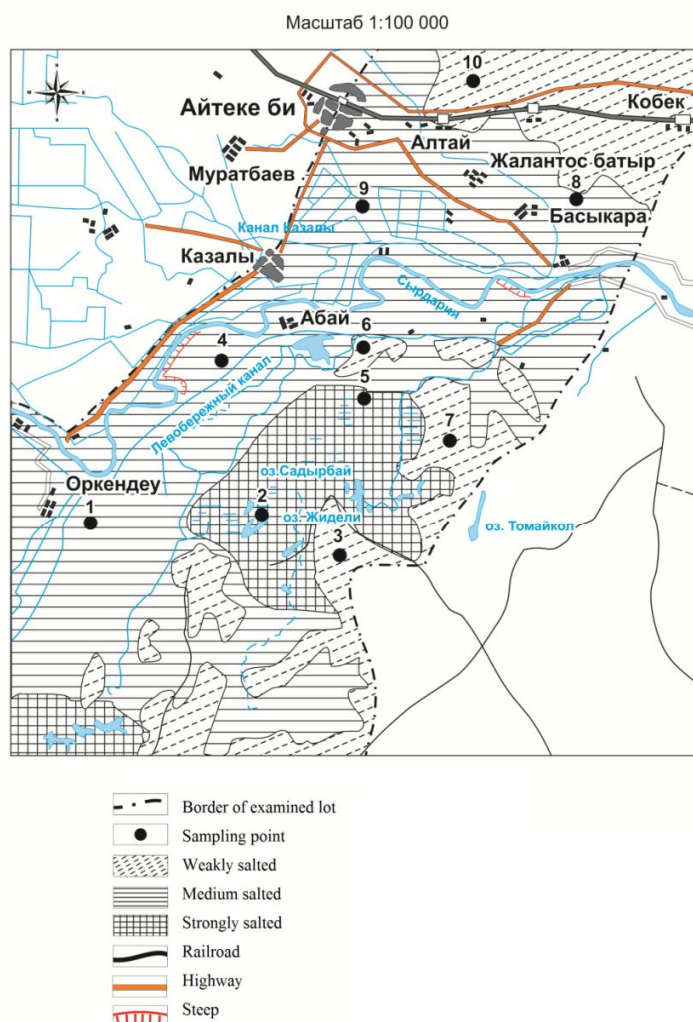 Масштаб 1:100 000
10
Айтеке би
Кобек
Алтай
Муратбаев
Жалантос батыр
8
9
Басыкара
Канал Казалы
Казалы
Сырдария
Абай
6
4
5
Левобережный канал
7
оз.Садырбай
Оркендеу
2
1
оз. Жидели
оз. Томайкол
3
Border of examined lot
Sampling point
Weakly salted
Medium salted
Strongly salted
Railroad
Highway
Steep